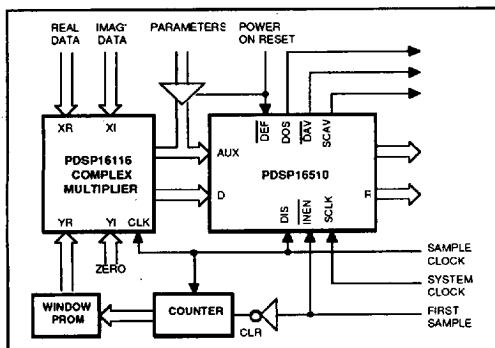 REAL DATA
IMAG' DATA
PARAMETERS
POWER ON RESET
XR
XI
PDSP16116
COMPLEX
MULTIPLIER
YR
YI
CLK
ZERO
AUX
D
DEF
DOS
DAV
SCAV
PDSP16510
R
DIS
INEN
SCLK
SAMPLE CLOCK
SYSTEM CLOCK
FIRST SAMPLE
WINDOW PROM
COUNTER
CLR